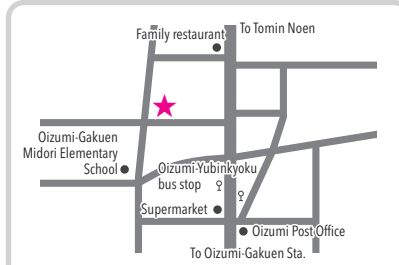 Family restaurant
To Tomin Noen
Oizumi-Gakuen
Midori Elementary
School
Oizumi-Yubinkyoku
bus stop
Supermarket
Oizumi Post Office
To Oizumi-Gakuen Sta.